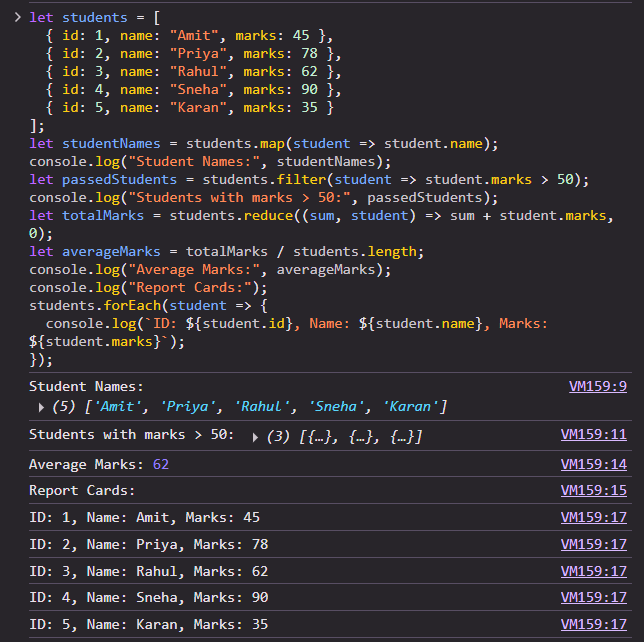 let students = [
  { id: 1, name: "Amit", marks: 45 },
  { id: 2, name: "Priya", marks: 78 },
  { id: 3, name: "Rahul", marks: 62 },
  { id: 4, name: "Sneha", marks: 90 },
  { id: 5, name: "Karan", marks: 35 }
];
let studentNames = students.map(student => student.name);
console.log("Student Names:", studentNames);
let passedStudents = students.filter(student => student.marks > 50);
console.log("Students with marks > 50:", passedStudents);
let totalMarks = students.reduce((sum, student) => sum + student.marks,
0);
let averageMarks = totalMarks / students.length;
console.log("Average Marks:", averageMarks);
console.log("Report Cards:");
students.forEach(student => {
  console.log(`ID: ${student.id}, Name: ${student.name}, Marks:
${student.marks}`);
});
Student Names: VM159:9
(5) ['Amit', 'Priya', 'Rahul', 'Sneha', 'Karan']
Students with marks > 50: (3) [{…}, {…}, {…}] VM159:11
Average Marks: 62 VM159:14
Report Cards: VM159:15
ID: 1, Name: Amit, Marks: 45 VM159:17
ID: 2, Name: Priya, Marks: 78 VM159:17
ID: 3, Name: Rahul, Marks: 62 VM159:17
ID: 4, Name: Sneha, Marks: 90 VM159:17
ID: 5, Name: Karan, Marks: 35 VM159:17